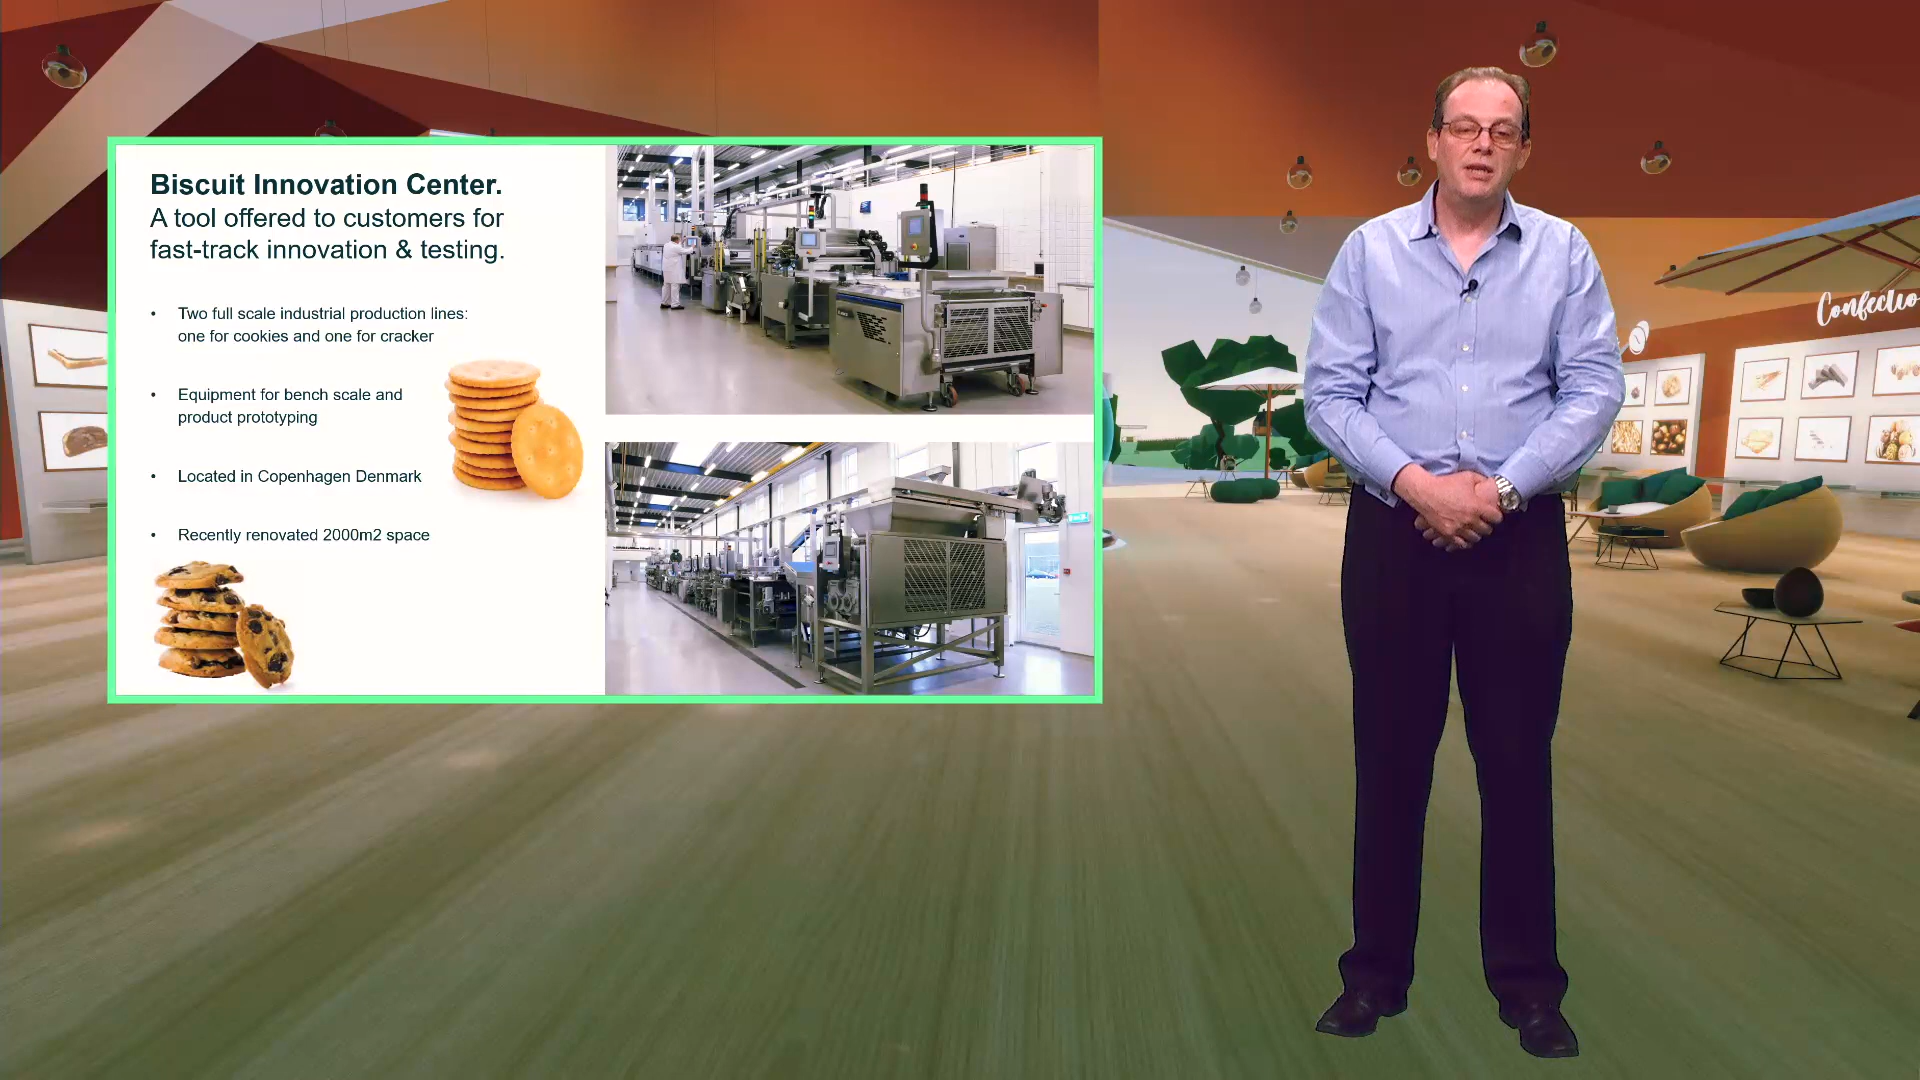 Biscuit Innovation Center.
A tool offered to customers for
fast-track innovation & testing.
• Two full scale industrial production lines:
one for cookies and one for cracker
• Equipment for bench scale and
product prototyping
• Located in Copenhagen Denmark
• Recently renovated 2000m2 space